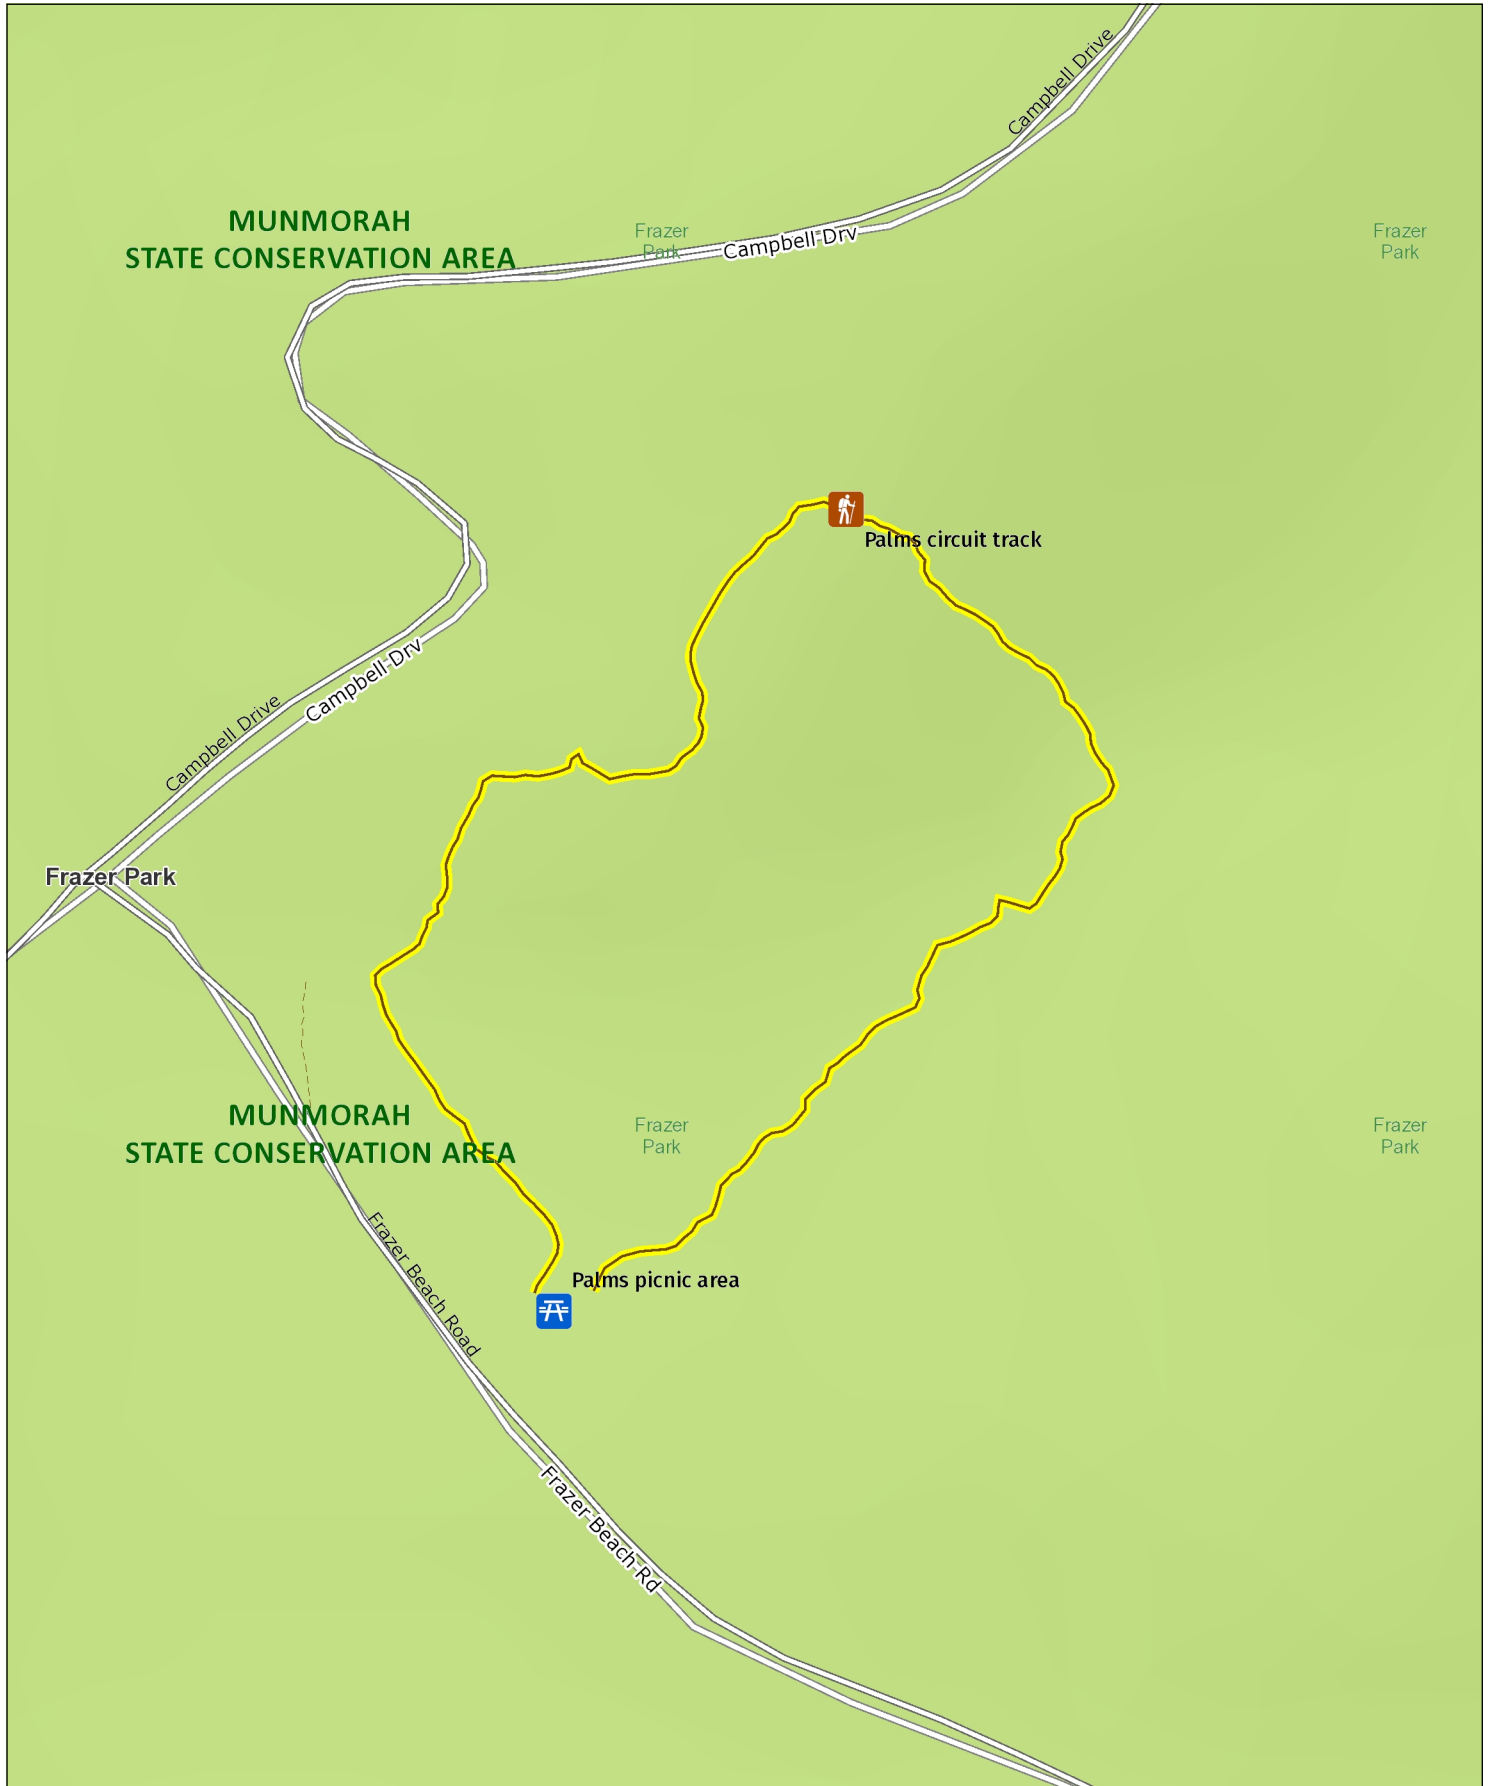 Campbell Drive
MUNMORAH
STATE CONSERVATION AREA
Frazer
Park
Campbell Drv
Frazer
Park
Palms circuit track
Campbell Drv
Campbell Drive
Frazer Park
MUNMORAH
STATE CONSERVATION AREA
Frazer
Park
Frazer
Park
Frazer Beach Road
Palms picnic area
Frazer Beach Rd